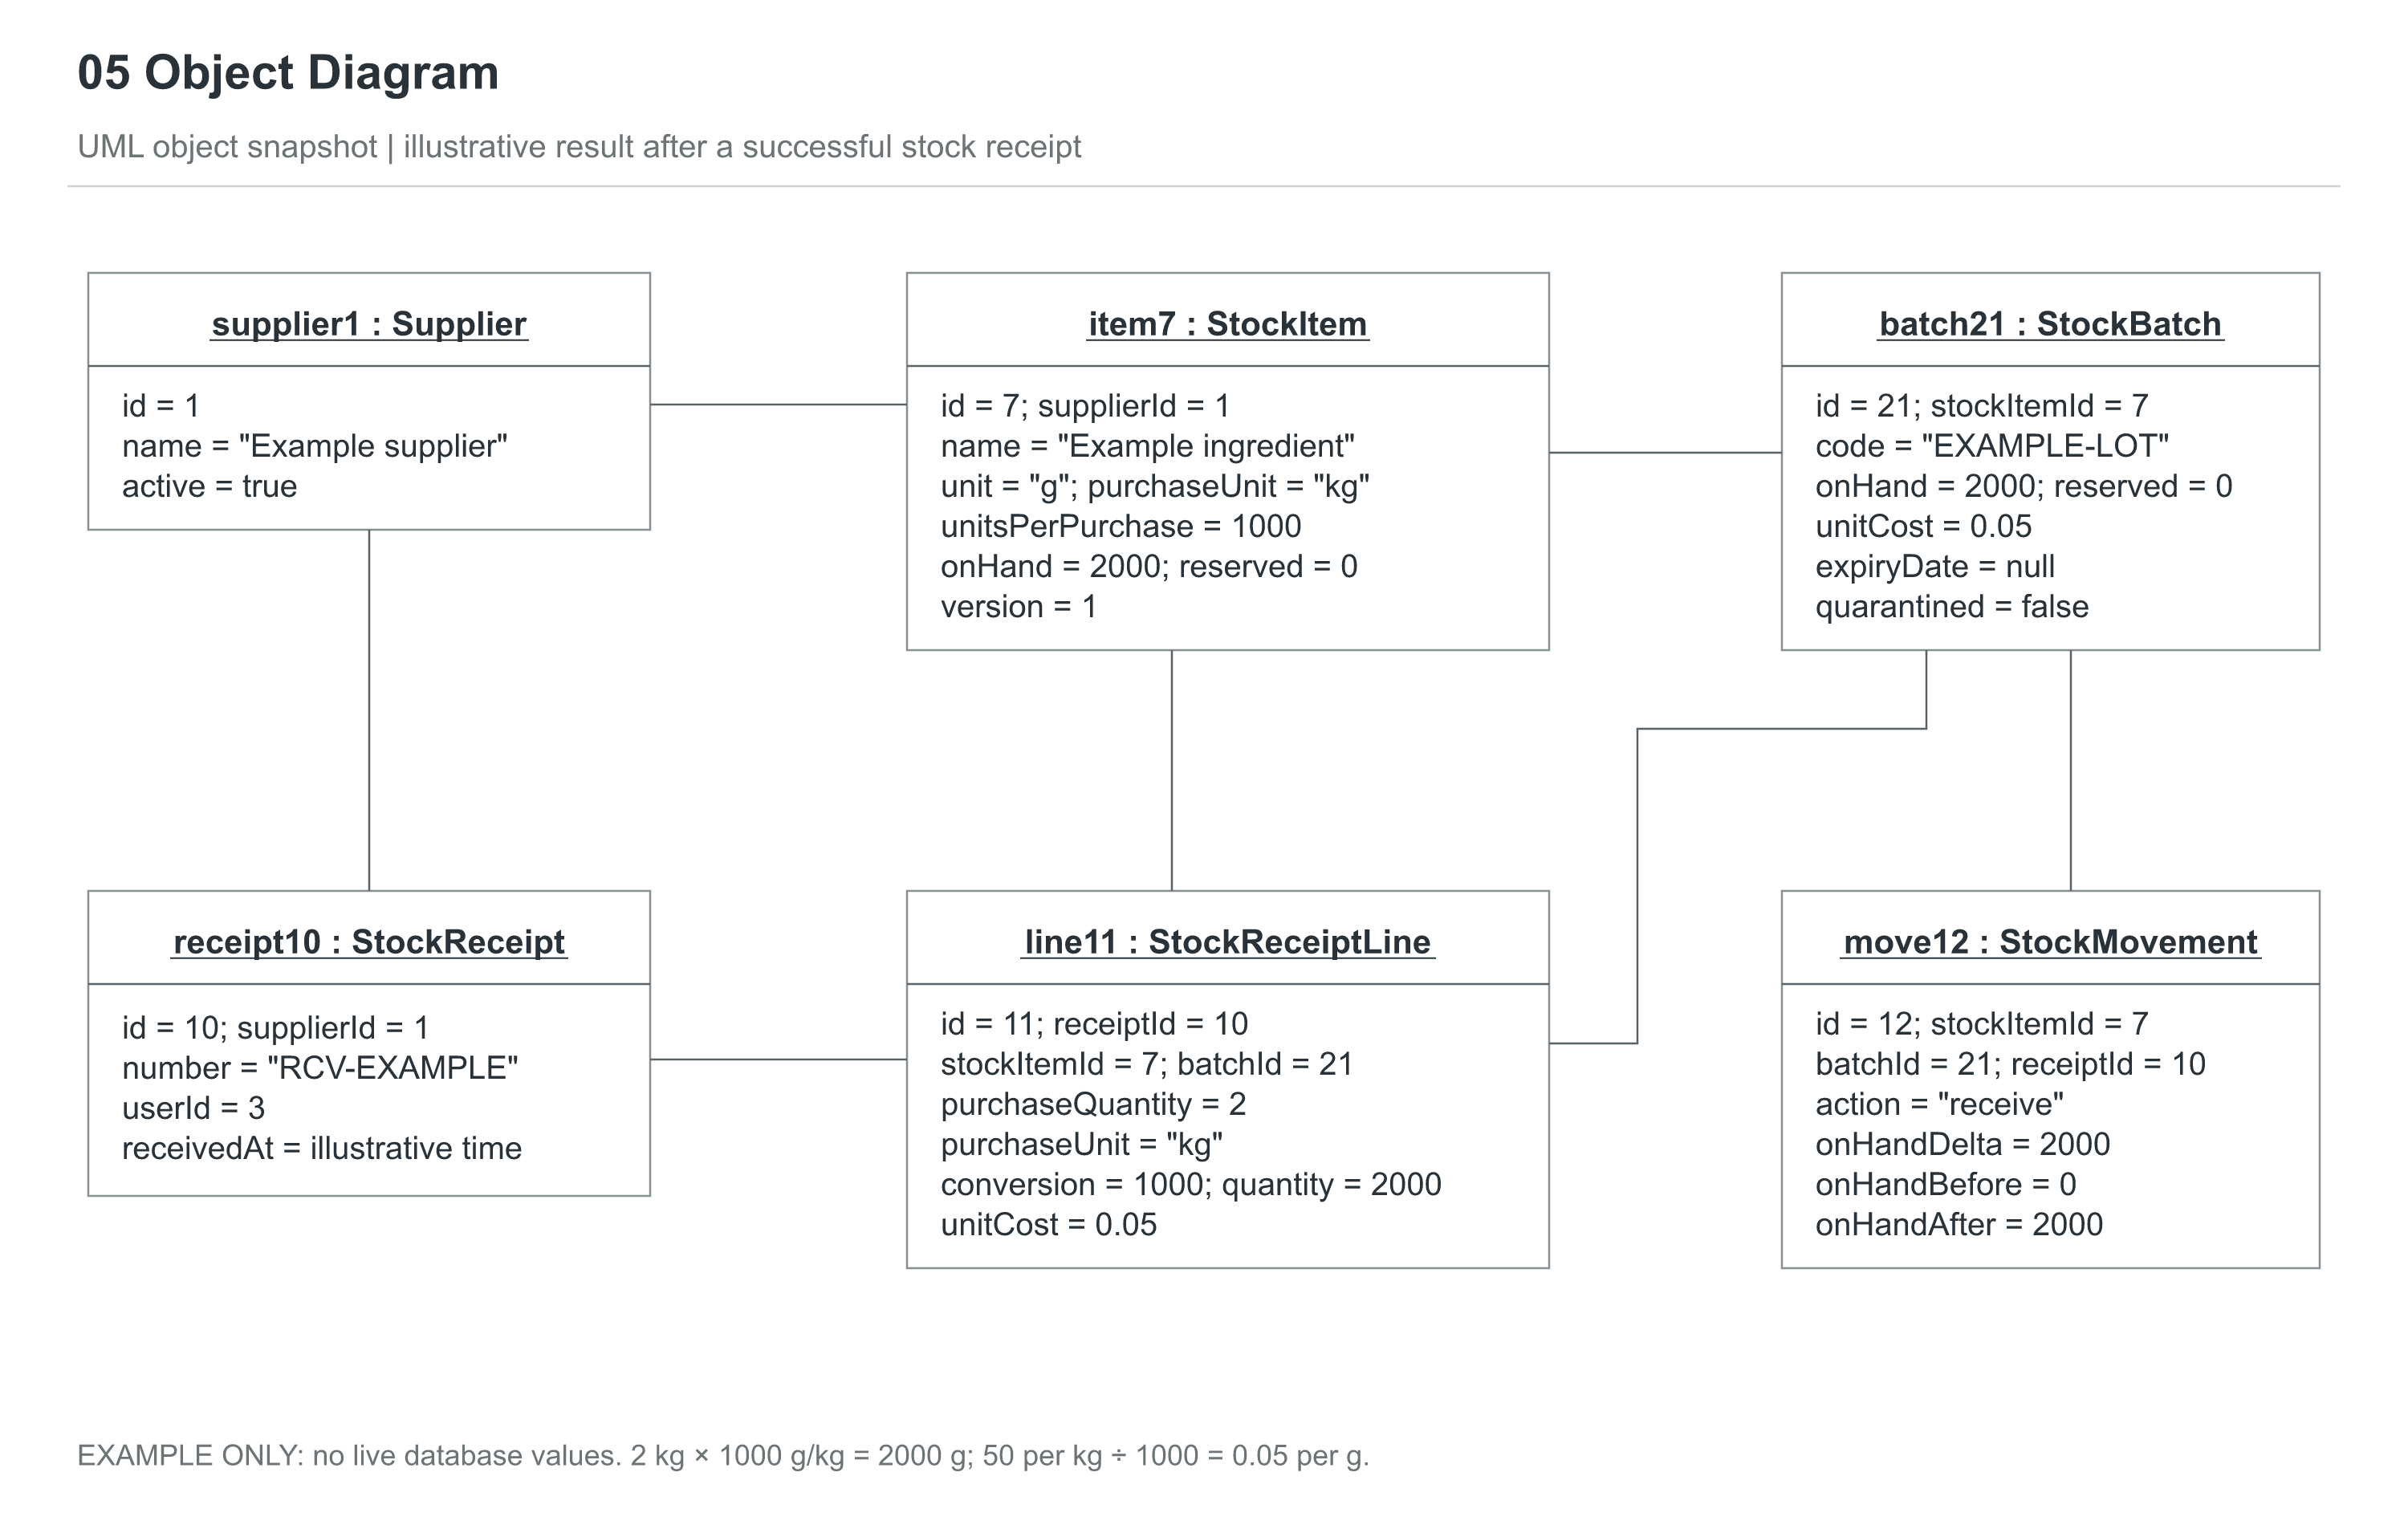 05 Object Diagram
UML object snapshot | illustrative result after a successful stock receipt
supplier1 : Supplier
id = 1
name = "Example supplier"
active = true
item7 : StockItem
id = 7; supplierId = 1
name = "Example ingredient"
unit = "g"; purchaseUnit = "kg"
unitsPerPurchase = 1000
onHand = 2000; reserved = 0
version = 1
batch21 : StockBatch
id = 21; stockItemId = 7
code = "EXAMPLE-LOT"
onHand = 2000; reserved = 0
unitCost = 0.05
expiryDate = null
quarantined = false
receipt10 : StockReceipt
id = 10; supplierId = 1
number = "RCV-EXAMPLE"
userId = 3
receivedAt = illustrative time
line11 : StockReceiptLine
id = 11; receiptId = 10
stockItemId = 7; batchId = 21
purchaseQuantity = 2
purchaseUnit = "kg"
conversion = 1000; quantity = 2000
unitCost = 0.05
move12 : StockMovement
id = 12; stockItemId = 7
batchId = 21; receiptId = 10
action = "receive"
onHandDelta = 2000
onHandBefore = 0
onHandAfter = 2000
EXAMPLE ONLY: no live database values. 2 kg × 1000 g/kg = 2000 g; 50 per kg ÷ 1000 = 0.05 per g.